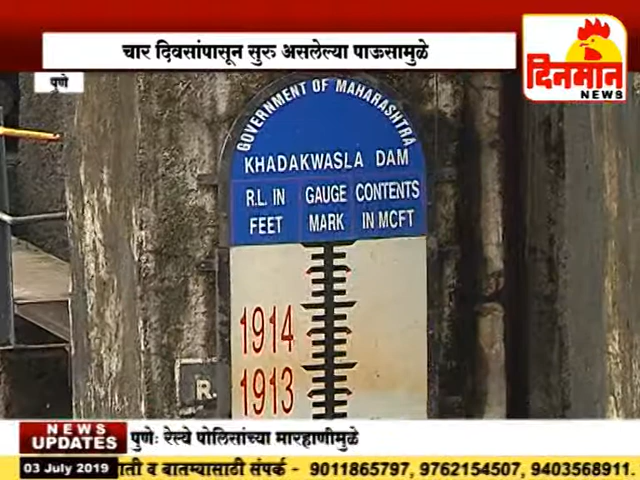 चार दिवसांपासून सुरु असलेल्या पाऊसामुळे
पुणे
दिनमान
NEWS
GOVERNMENT OF MAHARASHTRA
KHADAKWASLA DAM
R.L. IN FEET
GAUGE MARK
CONTENTS IN MCFT
1914
1913
R
NEWS UPDATES
पुणेः रेल्वे पोलिसांच्या मारहाणीमुळे
03 July 2019
ाती व बातम्यासाठी संपर्क - 9011865797, 9762154507, 9403568911.